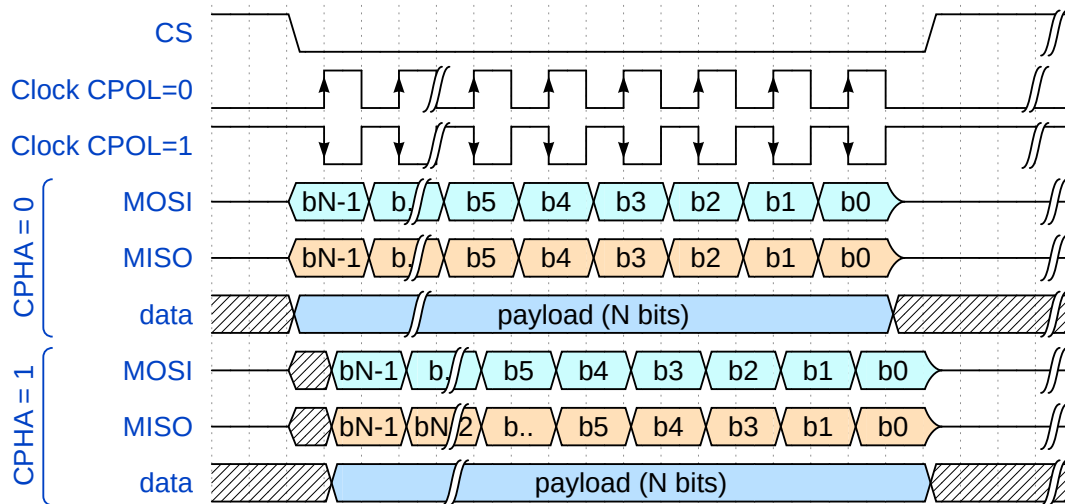 CS
Clock CPOL=0
Clock CPOL=1
CPHA = 0
MOSI bN-1 b. b5 b4 b3 b2 b1 b0
MISO bN-1 b. b5 b4 b3 b2 b1 b0
data payload (N bits)
CPHA = 1
MOSI bN-1 b. b5 b4 b3 b2 b1 b0
MISO bN-1 bN 2 b.. b5 b4 b3 b1 b0
data payload (N bits)